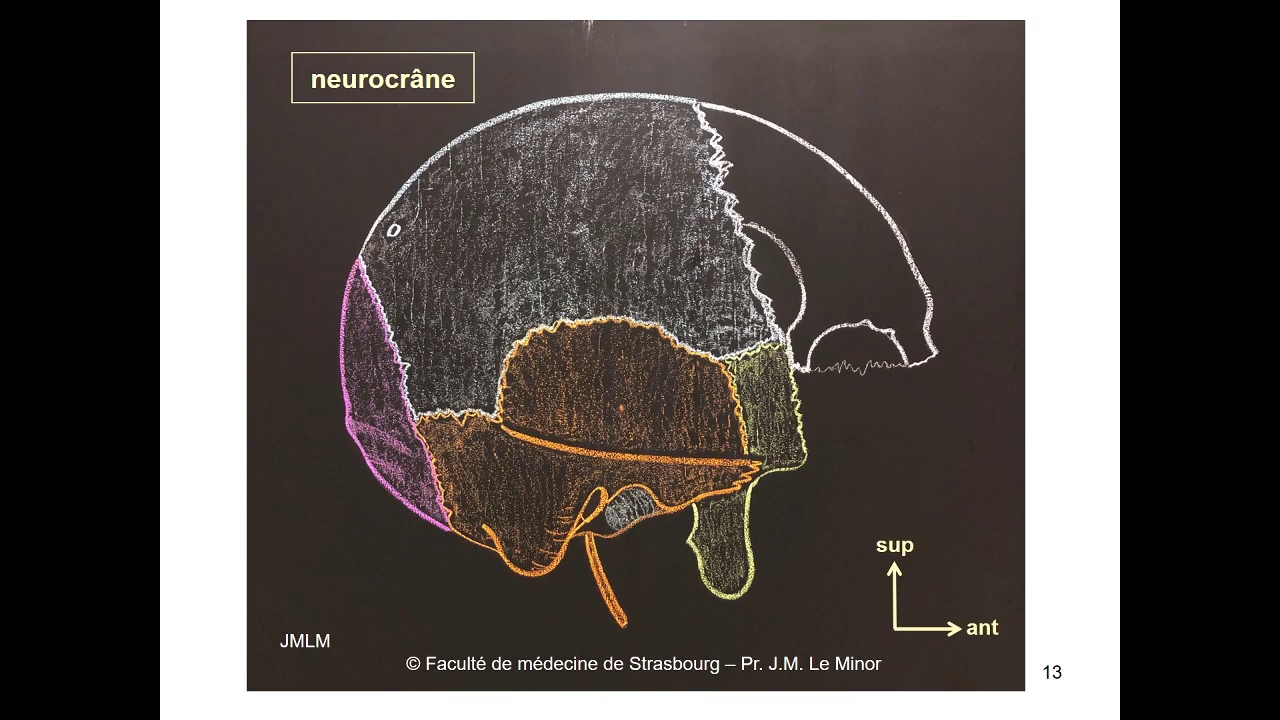 neurocrâne
sup
ant
JMLM
© Faculté de médecine de Strasbourg – Pr. J.M. Le Minor
13